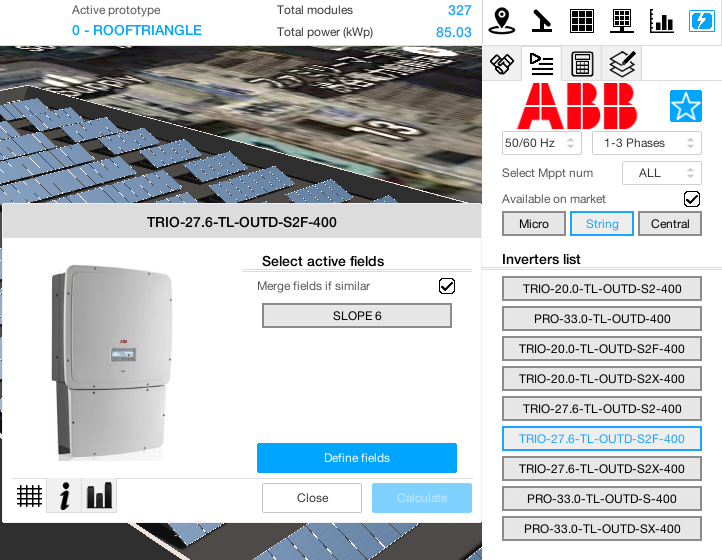 Active prototype
0 - ROOFTRIANGLE
Total modules 327
Total power (kWp) 85.03
13
ABB
50/60 Hz
1-3 Phases
Select Mppt num ALL
Available on market
Micro String Central
Inverters list
TRIO-20.0-TL-OUTD-S2-400
PRO-33.0-TL-OUTD-400
TRIO-20.0-TL-OUTD-S2F-400
TRIO-20.0-TL-OUTD-S2X-400
TRIO-27.6-TL-OUTD-S2-400
TRIO-27.6-TL-OUTD-S2F-400
TRIO-27.6-TL-OUTD-S2X-400
PRO-33.0-TL-OUTD-S-400
PRO-33.0-TL-OUTD-SX-400
TRIO-27.6-TL-OUTD-S2F-400
Select active fields
Merge fields if similar
SLOPE 6
ABB
Define fields
Close
Calculate